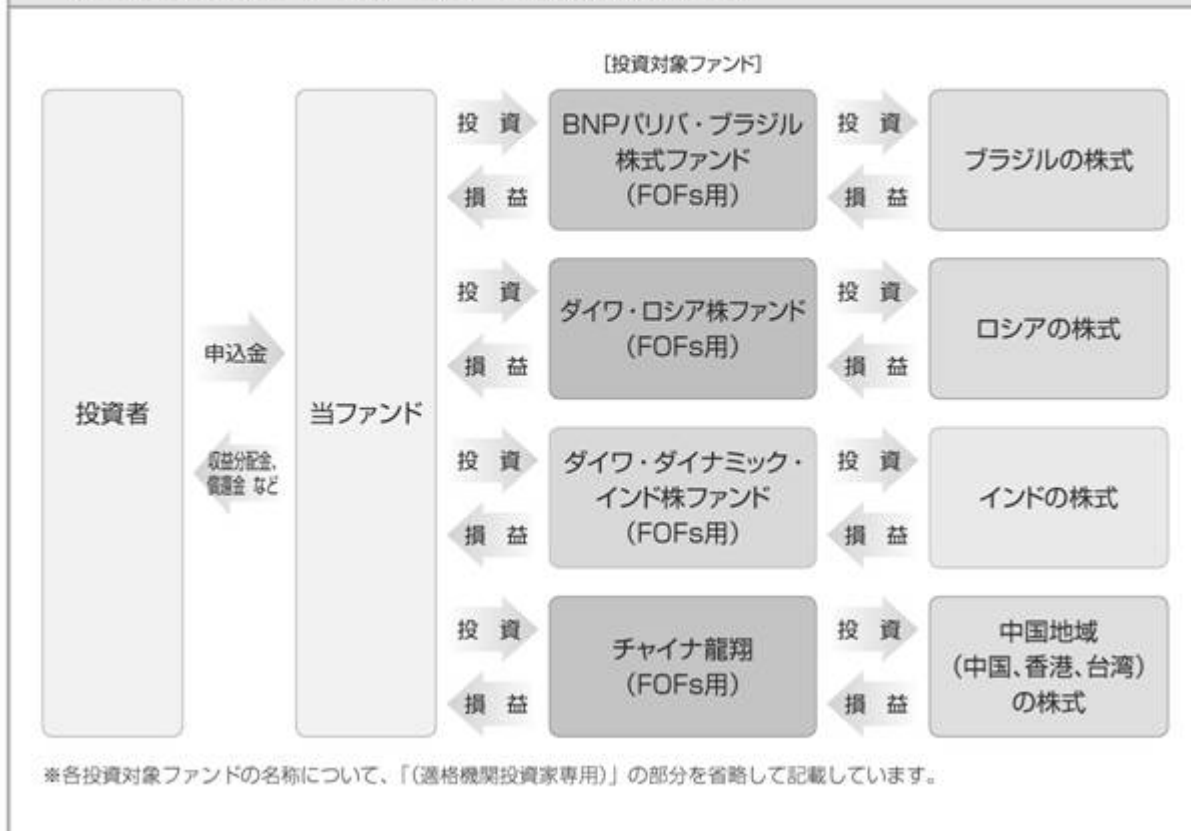 [投資対象ファンド]
投資者
申込金
収益分配金、
償還金 など
当ファンド
投 資
損 益
BNPパリバ・ブラジル
株式ファンド
(FOFs用)
投 資
損 益
ブラジルの株式
投 資
損 益
ダイワ・ロシア株ファンド
(FOFs用)
投 資
損 益
ロシアの株式
投 資
損 益
ダイワ・ダイナミック・
インド株ファンド
(FOFs用)
投 資
損 益
インドの株式
投 資
損 益
チャイナ龍翔
(FOFs用)
投 資
損 益
中国地域
(中国、香港、台湾)
の株式
※各投資対象ファンドの名称について、「(適格機関投資家専用)」の部分を省略して記載しています。